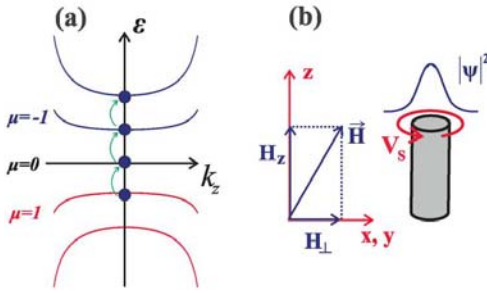 (a)
ε
μ=-1
μ=0
k_z
μ=1
(b)
z
H_z
H⃗
H_⊥
x, y
|ψ|²
V_s